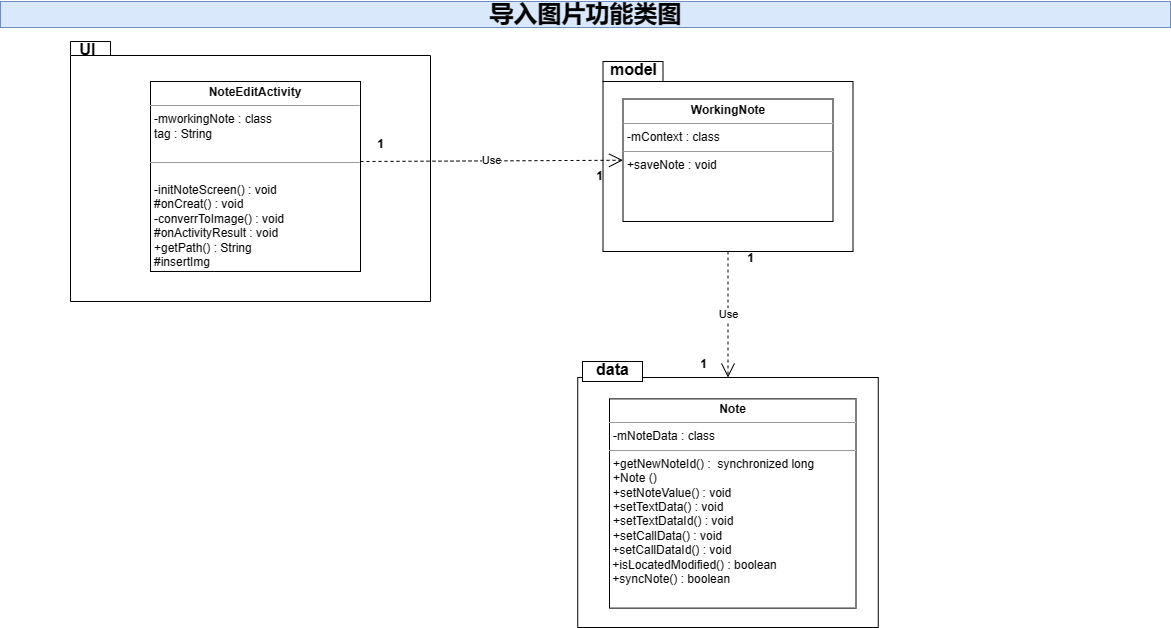 导入图片功能类图
UI
NoteEditActivity
-mworkingNote : class
tag : String
-initNoteScreen() : void
#onCreat() : void
-converrToImage() : void
#onActivityResult : void
+getPath() : String
#insertImg
1
Use
1
model
WorkingNote
-mContext : class
+saveNote : void
1
Use
1
data
Note
-mNoteData : class
+getNewNoteId() :  synchronized long
+Note ()
+setNoteValue() : void
+setTextData() : void
+setTextDataId() : void
+setCallData() : void
+setCallDataId() : void
+isLocatedModified() : boolean
+syncNote() : boolean